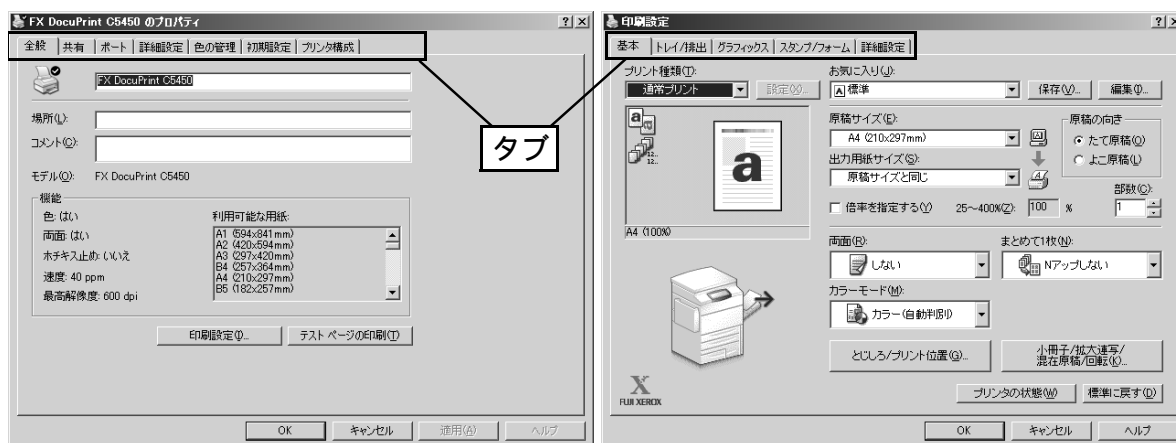 FX DocuPrint C5450 のプロパティ
全般 共有 ポート 詳細設定 色の管理 初期設定 プリンタ構成
FX DocuPrint C5450
場所(L):
コメント(C):
モデル(O): FX DocuPrint C5450
機能
色: はい
両面: はい
ホチキス止め: いいえ
速度: 40 ppm
最高解像度: 600 dpi
利用可能な用紙:
A1 (594x841mm)
A2 (420x594mm)
A3 (297x420mm)
B4 (257x364mm)
A4 (210x297mm)
B5 (182x257mm)
印刷設定(I)... テスト ページの印刷(T)
OK キャンセル 適用(A) ヘルプ
タブ
印刷設定
基本 トレイ/排出 グラフィックス スタンプ/フォーム 詳細設定
プリント種類(T):
通常プリント 設定(X)...
A4 (100%)
お気に入り(J):
標準 保存(V)... 編集(I)...
原稿サイズ(E):
A4 (210x297mm)
出力用紙サイズ(S):
原稿サイズと同じ
原稿の向き
たて原稿(O)
よこ原稿(L)
倍率を指定する(Y) 25~400%(Z): 100 %
部数(C):
1
両面(R):
しない
まとめて1枚(N):
Nアップしない
カラーモード(M):
カラー(自動判別)
とじしろ/プリント位置(G)...
小冊子/拡大連写/
混在原稿/回転(K)...
FUJI XEROX
プリンタの状態(W) 標準に戻す(D)
OK キャンセル ヘルプ